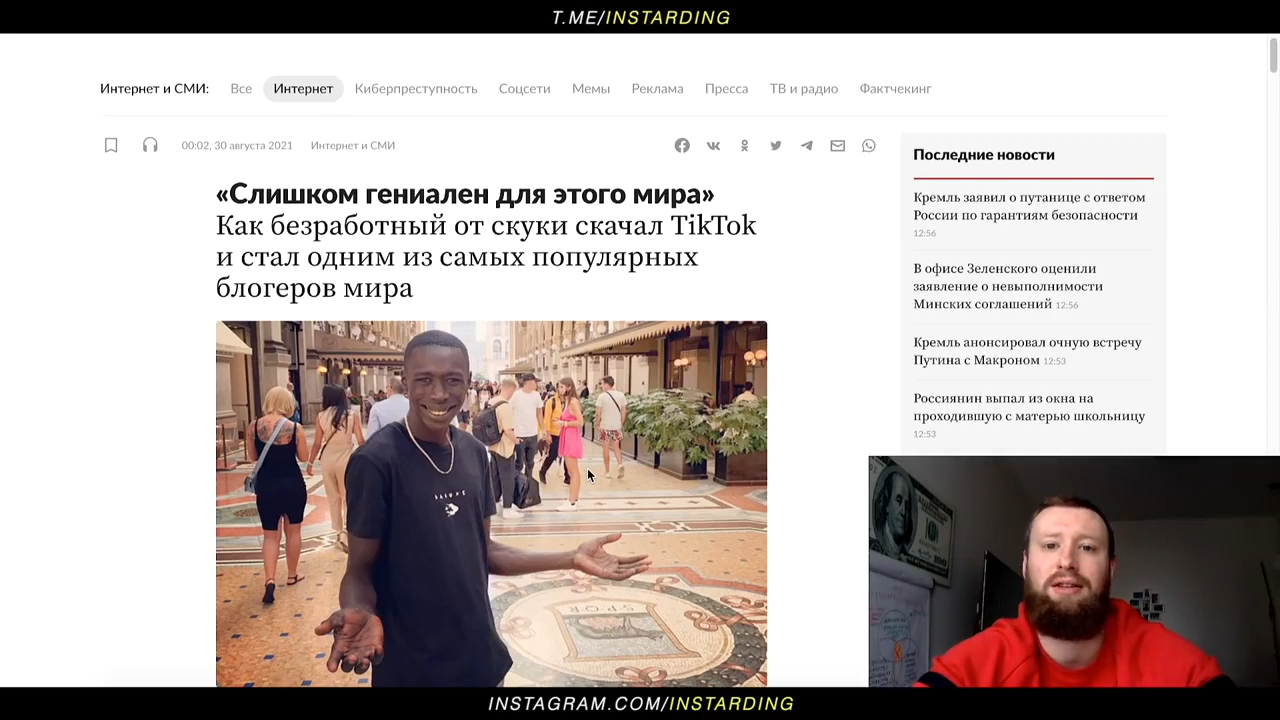 T.ME/INSTARDING
Интернет и СМИ: Все Интернет Киберпреступность Соцсети Мемы Реклама Пресса ТВ и радио Фактчекинг
00:02, 30 августа 2021 Интернет и СМИ
«Слишком гениален для этого мира»
Как безработный от скуки скачал TikTok
и стал одним из самых популярных
блогеров мира
SPQR
Последние новости
Кремль заявил о путанице с ответом
России по гарантиям безопасности
12:56
В офисе Зеленского оценили
заявление о невыполнимости
Минских соглашений 12:56
Кремль анонсировал очную встречу
Путина с Макроном 12:53
Россиянин выпал из окна на
проходившую с матерью школьницу
12:53
100
INSTAGRAM.COM/INSTARDING